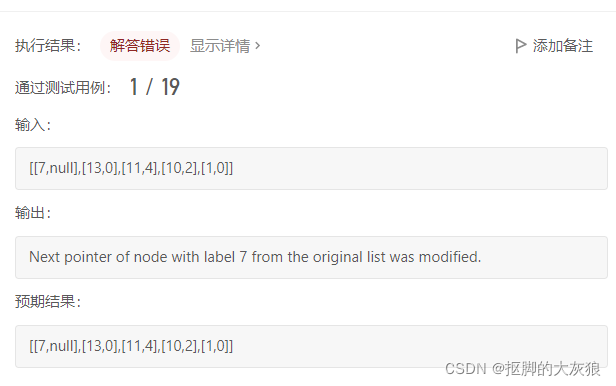 执行结果： 解答错误 显示详情 > 添加备注
通过测试用例： 1 / 19
输入：
[[7,null],[13,0],[11,4],[10,2],[1,0]]
输出：
Next pointer of node with label 7 from the original list was modified.
预期结果：
[[7,null],[13,0],[11,4],[10,2],[1,0]]
CSDN @抠脚的大灰狼